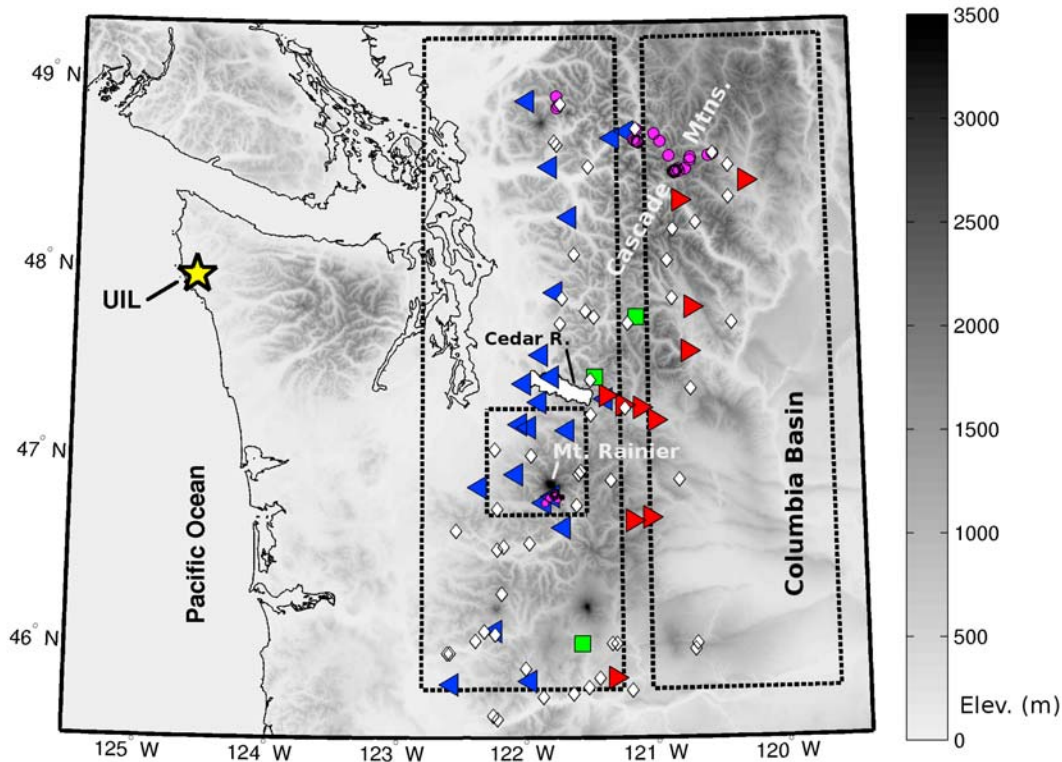 49° N
48° N
47° N
46° N
125° W
124° W
123° W
122° W
121° W
120° W
UIL
Pacific Ocean
Cedar R.
Mt. Rainier
Cascade Mtns.
Columbia Basin
3500
3000
2500
2000
1500
1000
500
0
Elev. (m)